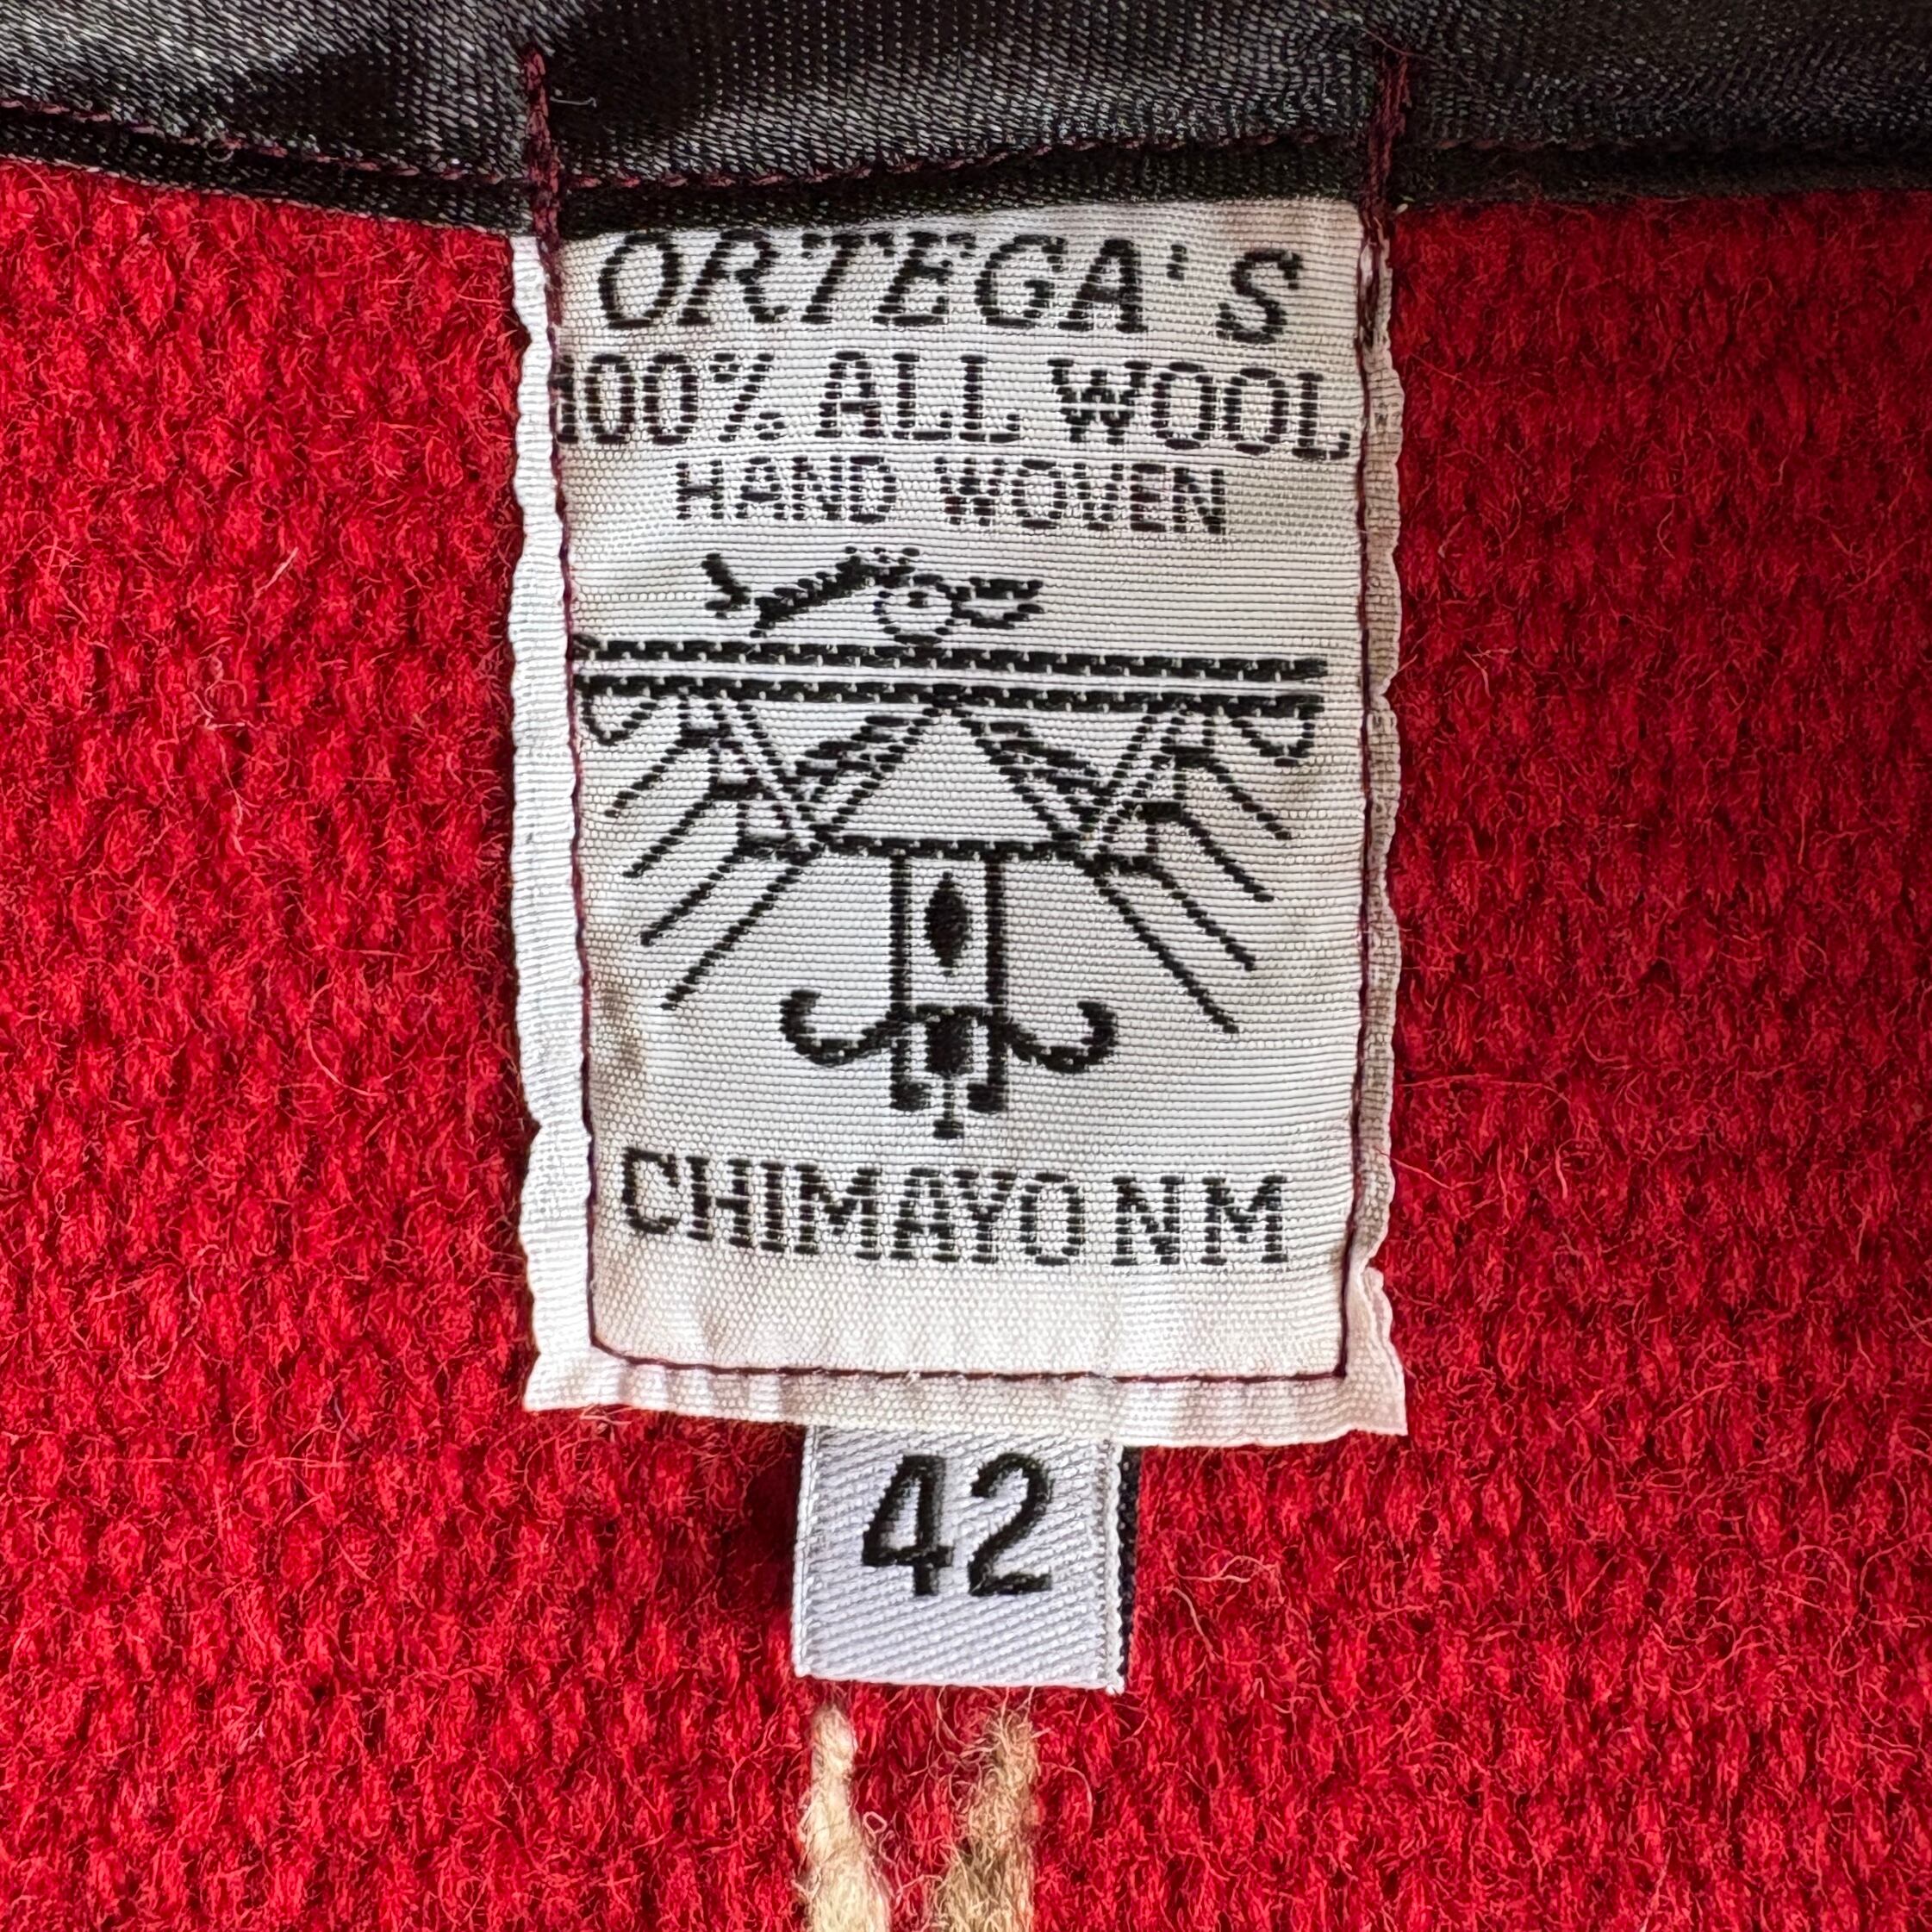 ORTEGA'S
100% ALL WOOL
HAND WOVEN
CHIMAYO NM
42